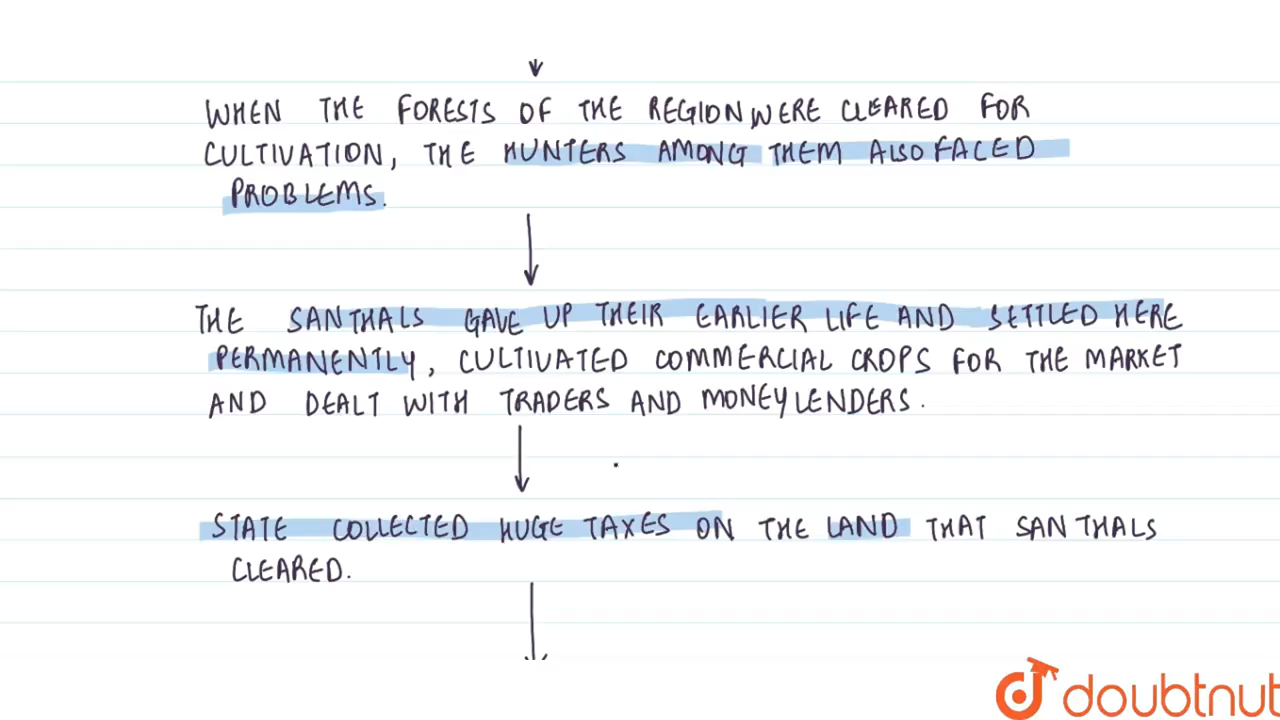 WHEN THE FORESTS OF THE REGION WERE CLEARED FOR
CULTIVATION, THE HUNTERS AMONG THEM ALSO FACED
PROBLEMS.
THE SANTHALS GAVE UP THEIR EARLIER LIFE AND SETTLED HERE
PERMANENTLY, CULTIVATED COMMERCIAL CROPS FOR THE MARKET
AND DEALT WITH TRADERS AND MONEYLENDERS.
STATE COLLECTED HUGE TAXES ON THE LAND THAT SANTHALS
CLEARED.
doubtnut